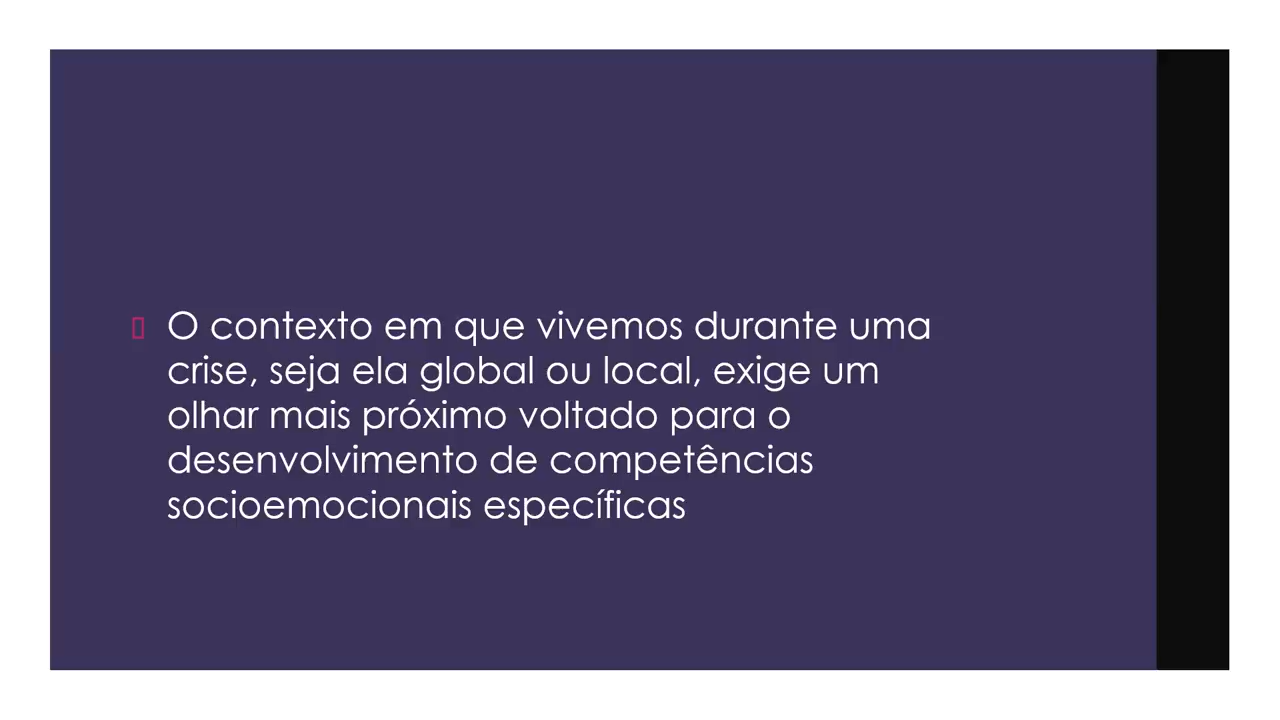 O contexto em que vivemos durante uma
crise, seja ela global ou local, exige um
olhar mais próximo voltado para o
desenvolvimento de competências
socioemocionais específicas